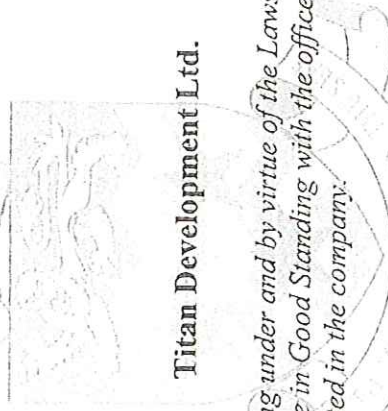 Titan Development Ltd.
ng under and by virtue of the Laws
in Good Standing with the office
ed in the company.